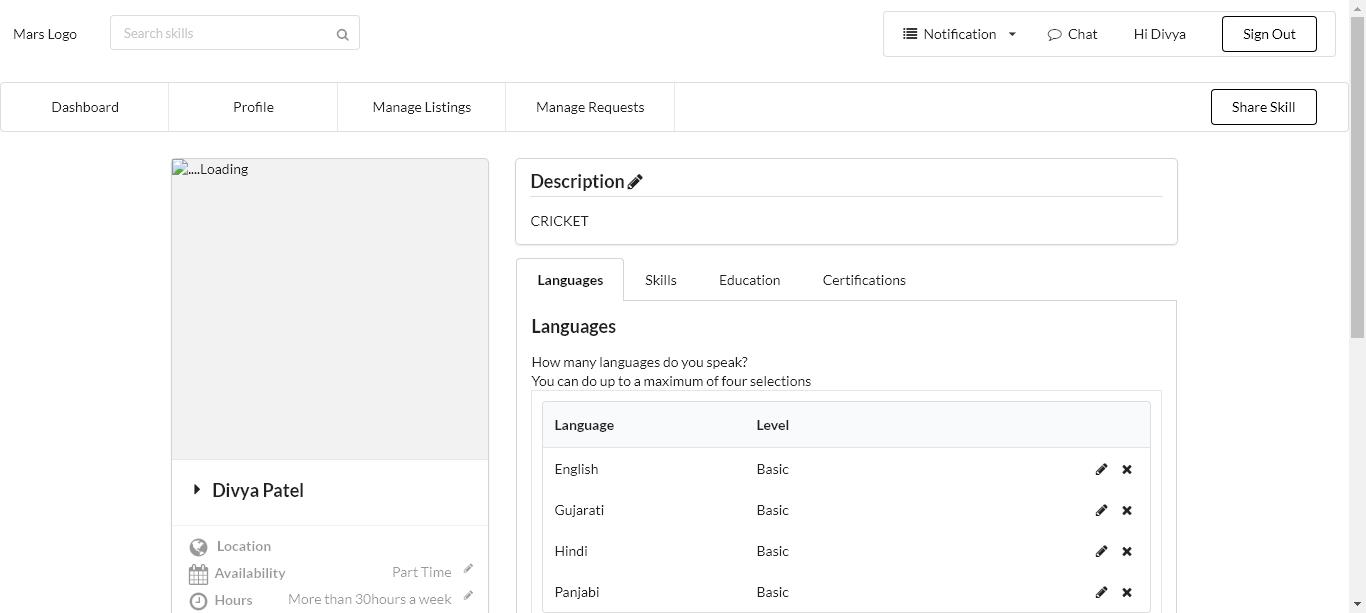 Mars Logo
Search skills
Notification
Chat
Hi Divya
Sign Out
Dashboard
Profile
Manage Listings
Manage Requests
Share Skill
....Loading
Divya Patel
Location
Availability
Part Time
Hours
More than 30hours a week
Description
CRICKET
Languages
Skills
Education
Certifications
Languages
How many languages do you speak?
You can do up to a maximum of four selections
Language Level
English Basic
Gujarati Basic
Hindi Basic
Panjabi Basic